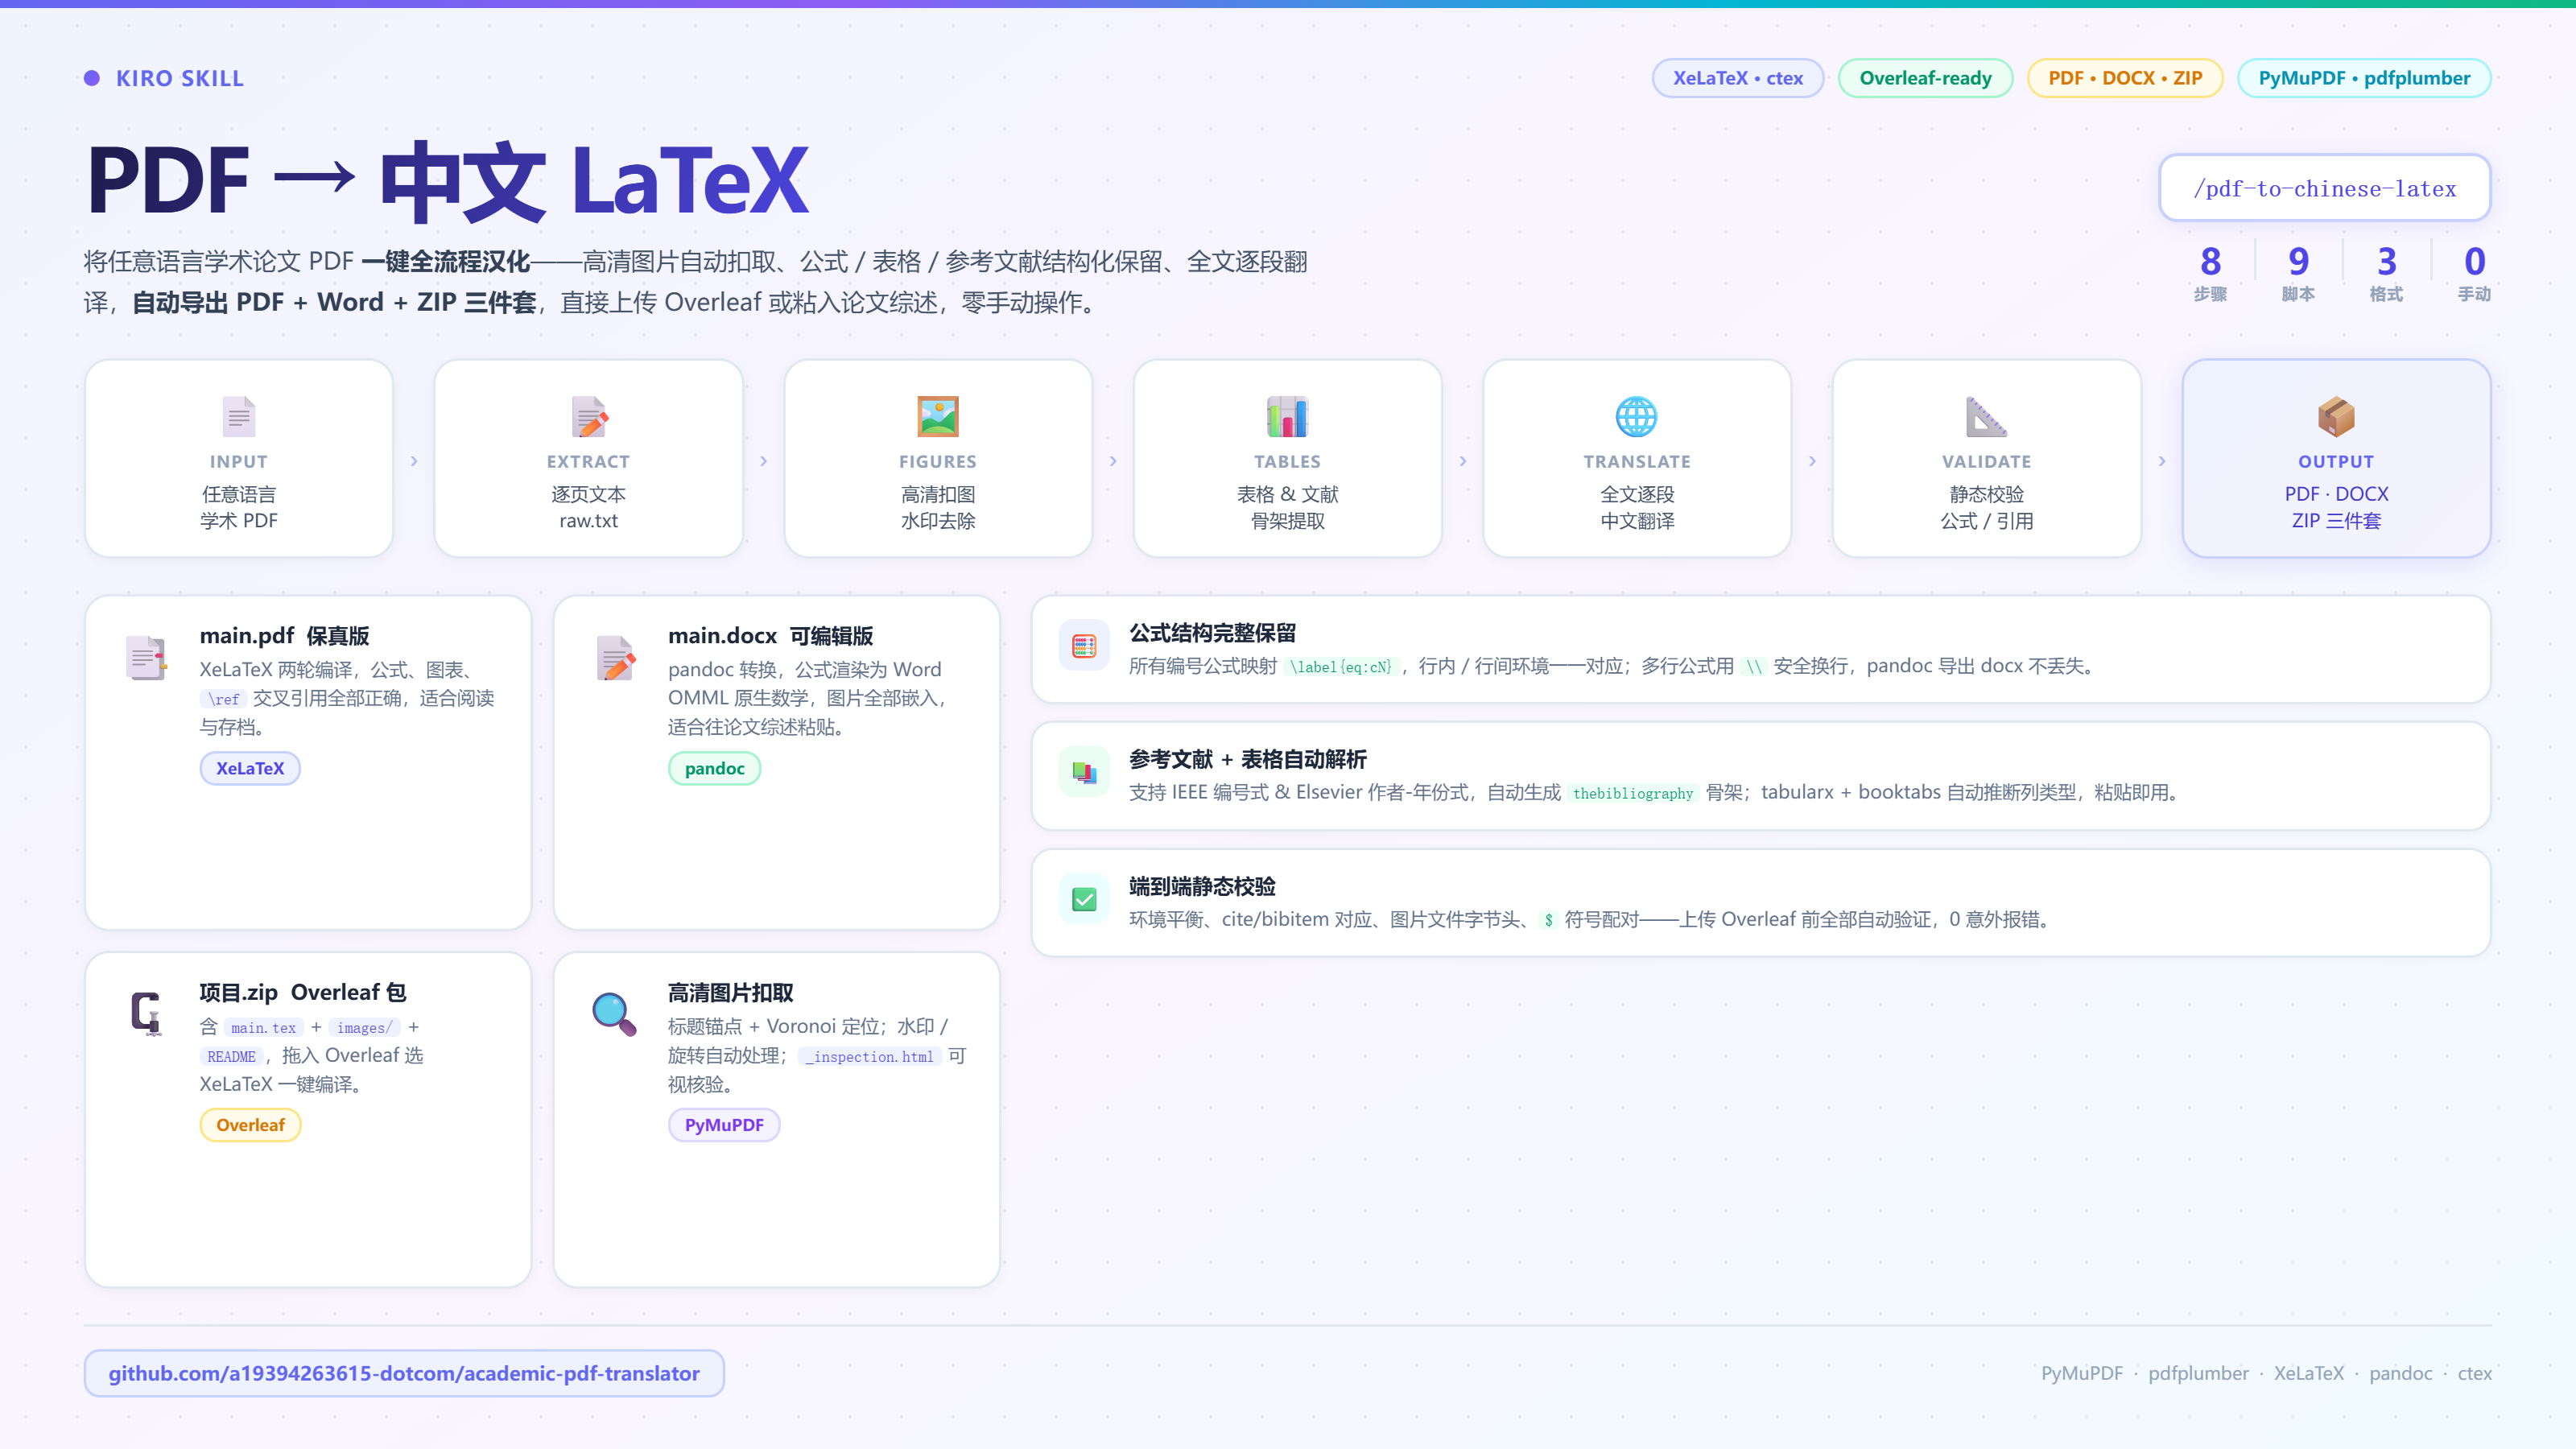 KIRO SKILL
XeLaTeX • ctex
Overleaf-ready
PDF • DOCX • ZIP
PyMuPDF • pdfplumber
PDF → 中文 LaTeX
/pdf-to-chinese-latex
将任意语言学术论文 PDF 一键全流程汉化——高清图片自动扣取、公式 / 表格 / 参考文献结构化保留、全文逐段翻
译，自动导出 PDF + Word + ZIP 三件套，直接上传 Overleaf 或粘入论文综述，零手动操作。
8
步骤
9
脚本
3
格式
0
手动
INPUT
任意语言
学术 PDF
›
EXTRACT
逐页文本
raw.txt
›
FIGURES
高清扣图
水印去除
›
TABLES
表格 & 文献
骨架提取
›
TRANSLATE
全文逐段
中文翻译
›
VALIDATE
静态校验
公式 / 引用
›
OUTPUT
PDF · DOCX
ZIP 三件套
main.pdf 保真版
XeLaTeX 两轮编译，公式、图表、
\ref 交叉引用全部正确，适合阅读
与存档。
XeLaTeX
main.docx 可编辑版
pandoc 转换，公式渲染为 Word
OMML 原生数学，图片全部嵌入，
适合往论文综述粘贴。
pandoc
项目.zip Overleaf 包
含 main.tex + images/ +
README，拖入 Overleaf 选
XeLaTeX 一键编译。
Overleaf
高清图片扣取
标题锚点 + Voronoi 定位；水印 /
旋转自动处理；_inspection.html 可
视核验。
PyMuPDF
公式结构完整保留
所有编号公式映射 \label{eq:cN}，行内 / 行间环境一一对应；多行公式用 \\ 安全换行，pandoc 导出 docx 不丢失。
参考文献 + 表格自动解析
支持 IEEE 编号式 & Elsevier 作者-年份式，自动生成 thebibliography 骨架；tabularx + booktabs 自动推断列类型，粘贴即用。
端到端静态校验
环境平衡、cite/bibitem 对应、图片文件字节头、$ 符号配对——上传 Overleaf 前全部自动验证，0 意外报错。
github.com/a19394263615-dotcom/academic-pdf-translator
PyMuPDF · pdfplumber · XeLaTeX · pandoc · ctex